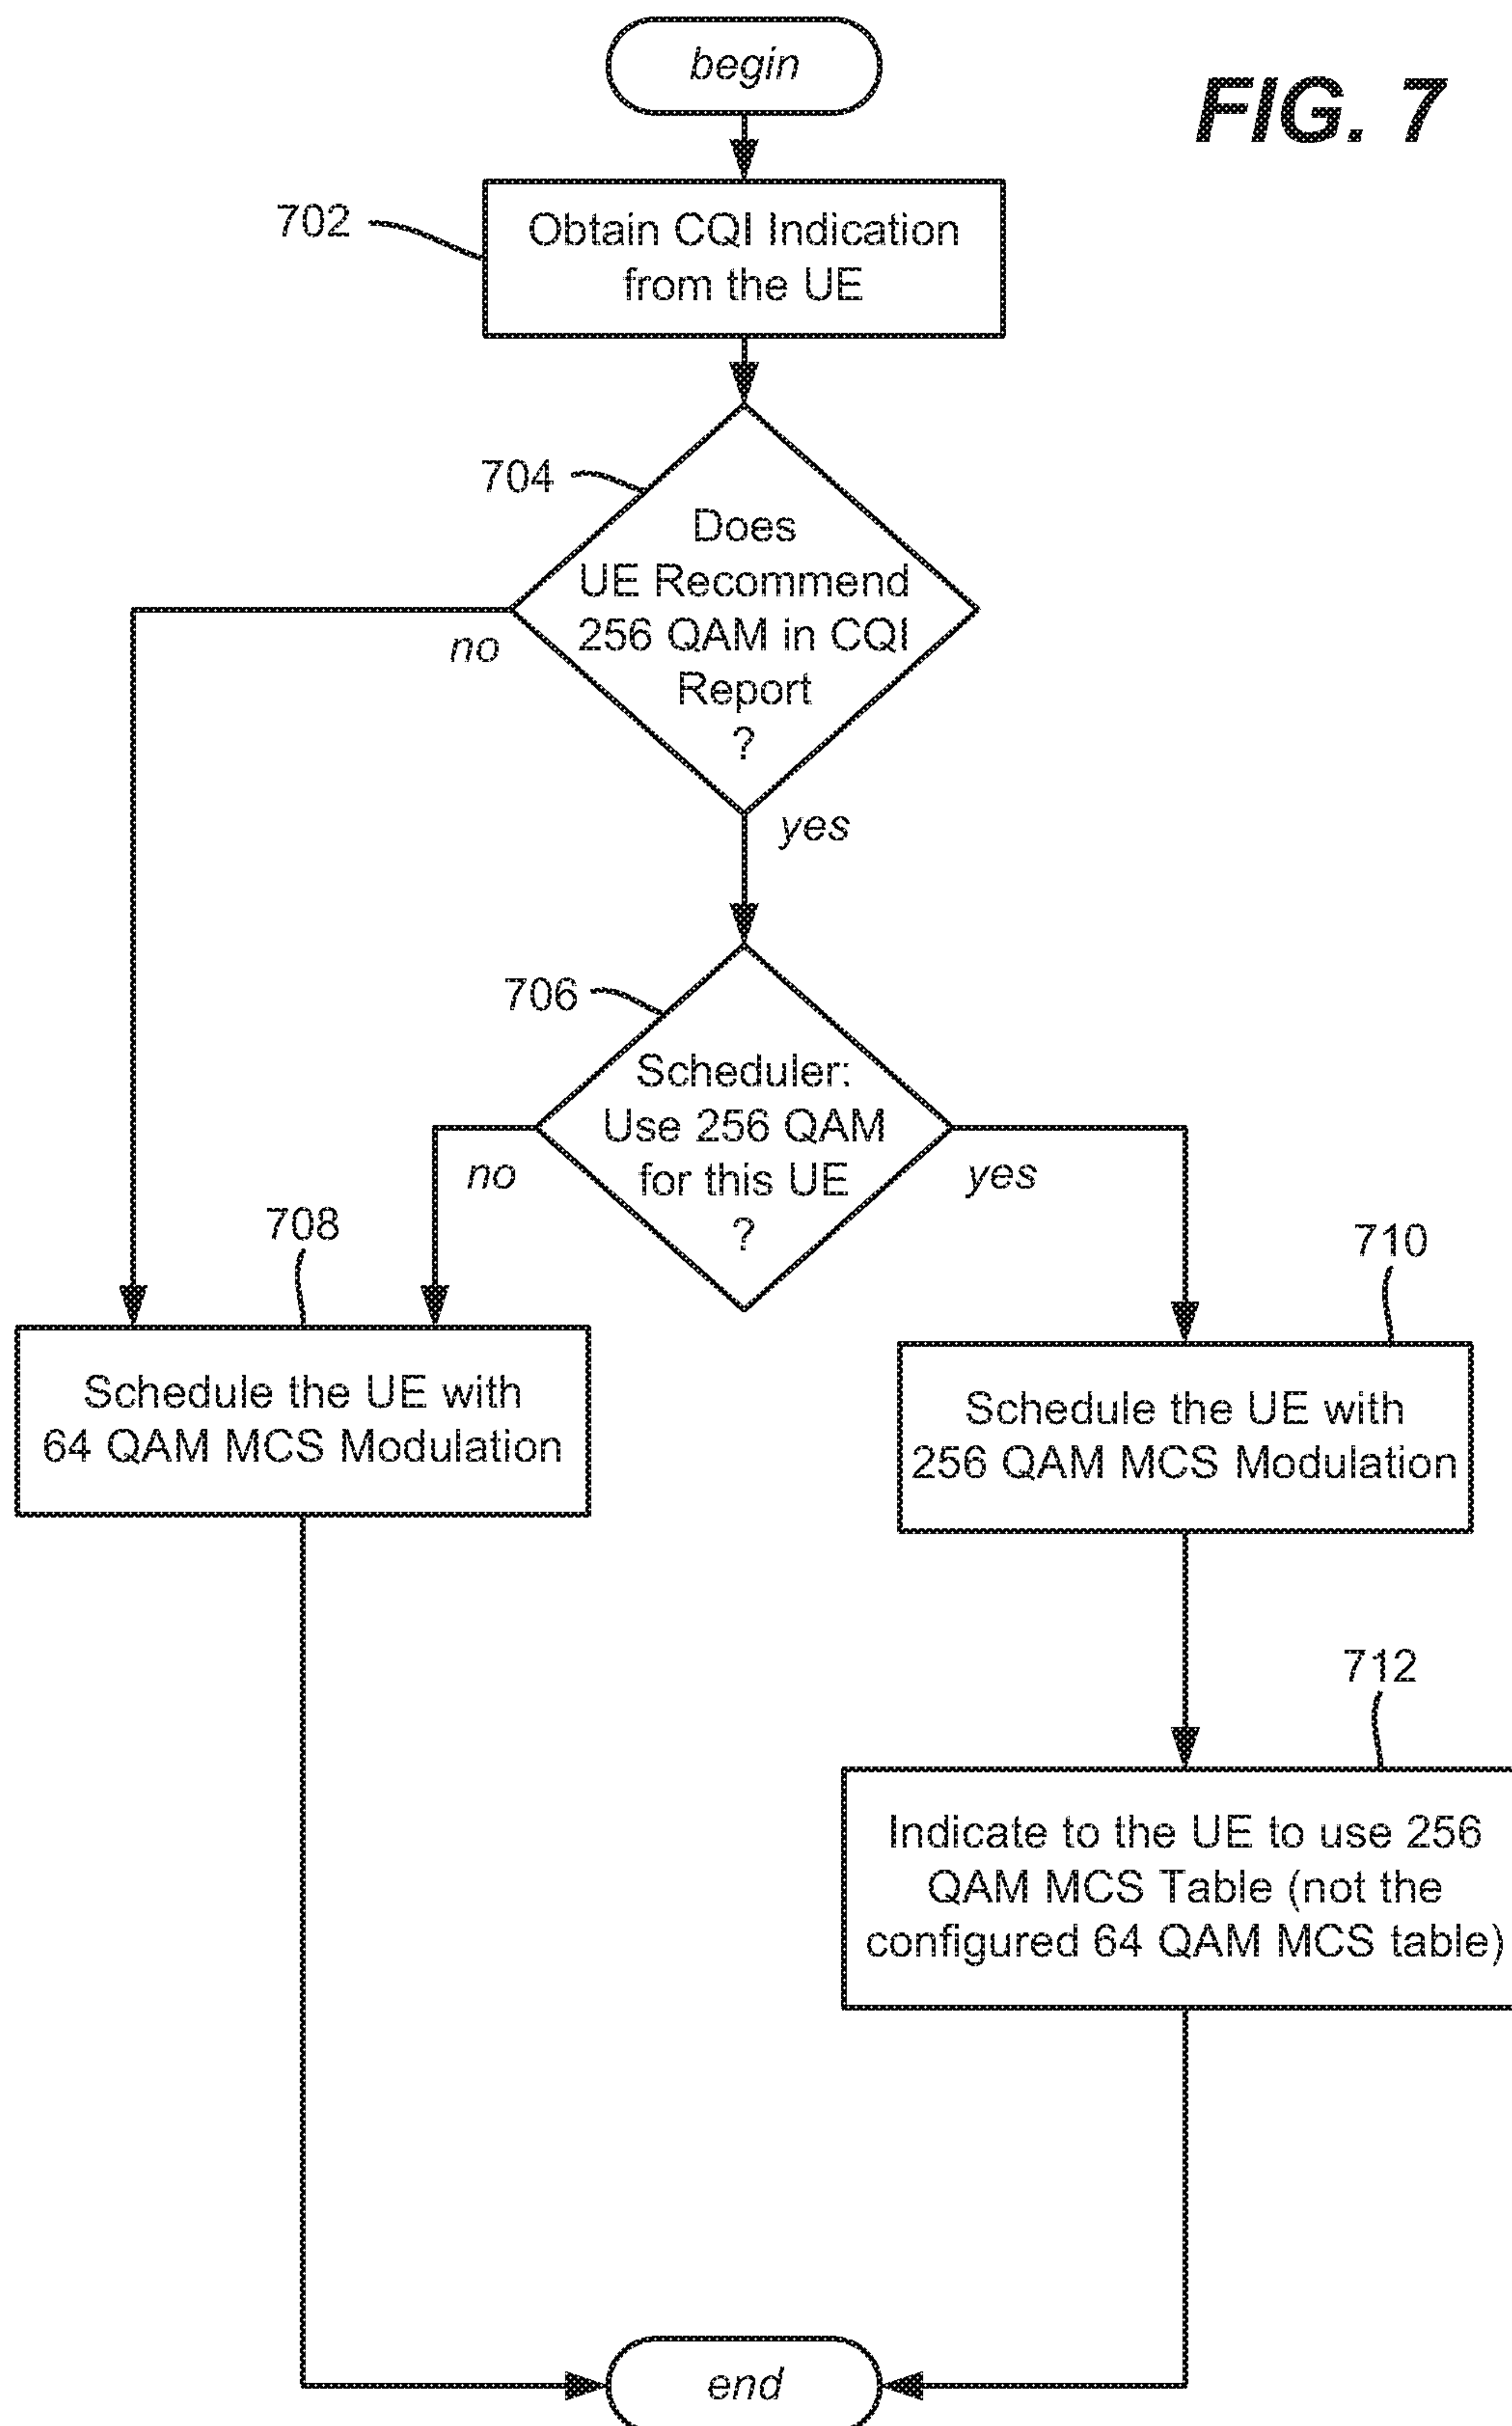 begin
FIG. 7
702
Obtain CQI Indication
from the UE
704
Does
UE Recommend
256 QAM in CQI
Report
?
no
yes
706
Scheduler:
Use 256 QAM
for this UE
?
no
yes
708
710
Schedule the UE with
64 QAM MCS Modulation
Schedule the UE with
256 QAM MCS Modulation
712
Indicate to the UE to use 256
QAM MCS Table (not the
configured 64 QAM MCS table)
end